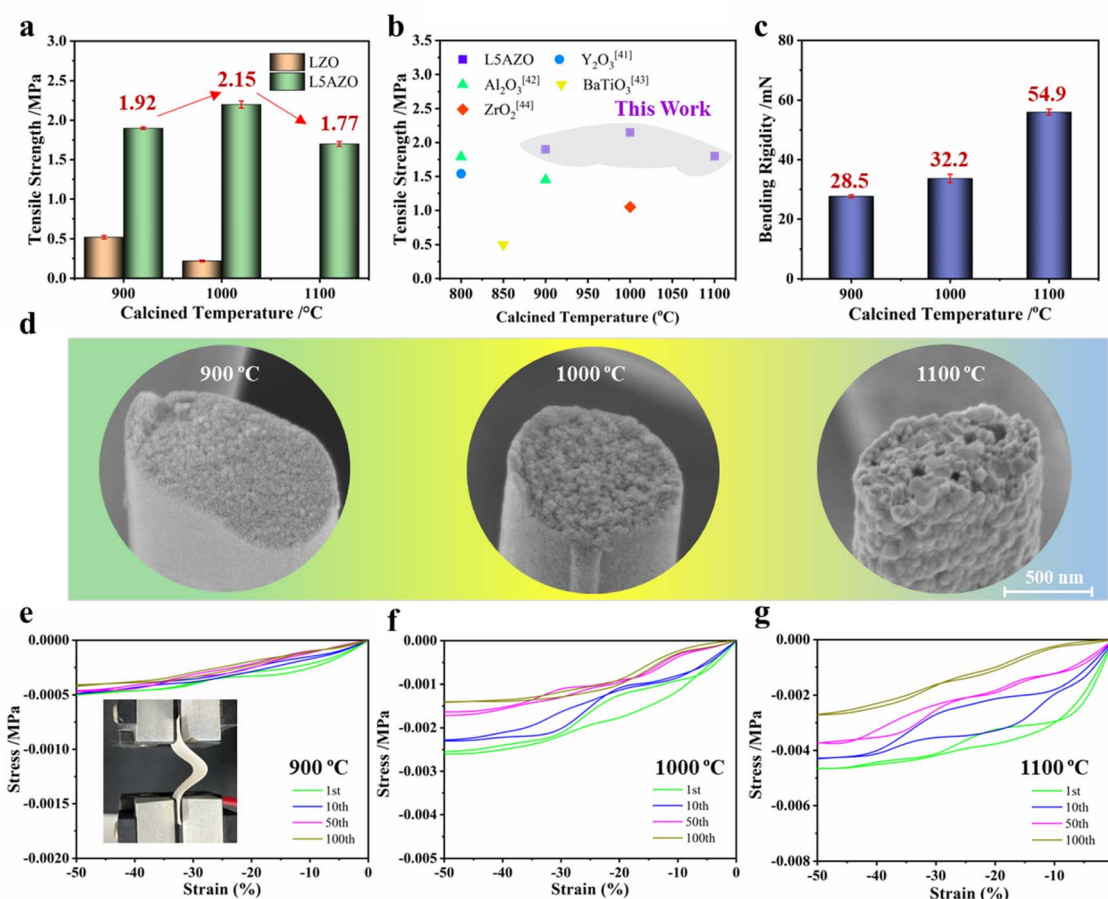 a
Tensile Strength /MPa
3.0
2.5
2.0
1.5
1.0
0.5
0.0
LZO
L5AZO
1.92
2.15
1.77
900
1000
1100
Calcined Temperature /°C
b
Tensile Strength /MPa
3.5
3.0
2.5
2.0
1.5
1.0
0.5
0.0
L5AZO
Y₂O₃[41]
Al₂O₃[42]
BaTiO₃[43]
ZrO₂[44]
This Work
800 850 900 950 1000 1050 1100
Calcined Temperature (°C)
c
Bending Rigidity /mN
80
60
40
20
0
28.5
32.2
54.9
900
1000
1100
Calcined Temperature /°C
d
900 °C
1000 °C
1100 °C
500 nm
e
Stress /MPa
0.0000
-0.0005
-0.0010
-0.0015
-0.0020
900 °C
1st
10th
50th
100th
-50 -40 -30 -20 -10 0
Strain (%)
f
Stress /MPa
0.000
-0.001
-0.002
-0.003
-0.004
-0.005
1000 °C
1st
10th
50th
100th
-50 -40 -30 -20 -10 0
Strain (%)
g
Stress /MPa
0.000
-0.002
-0.004
-0.006
-0.008
1100 °C
1st
10th
50th
100th
-50 -40 -30 -20 -10 0
Strain (%)